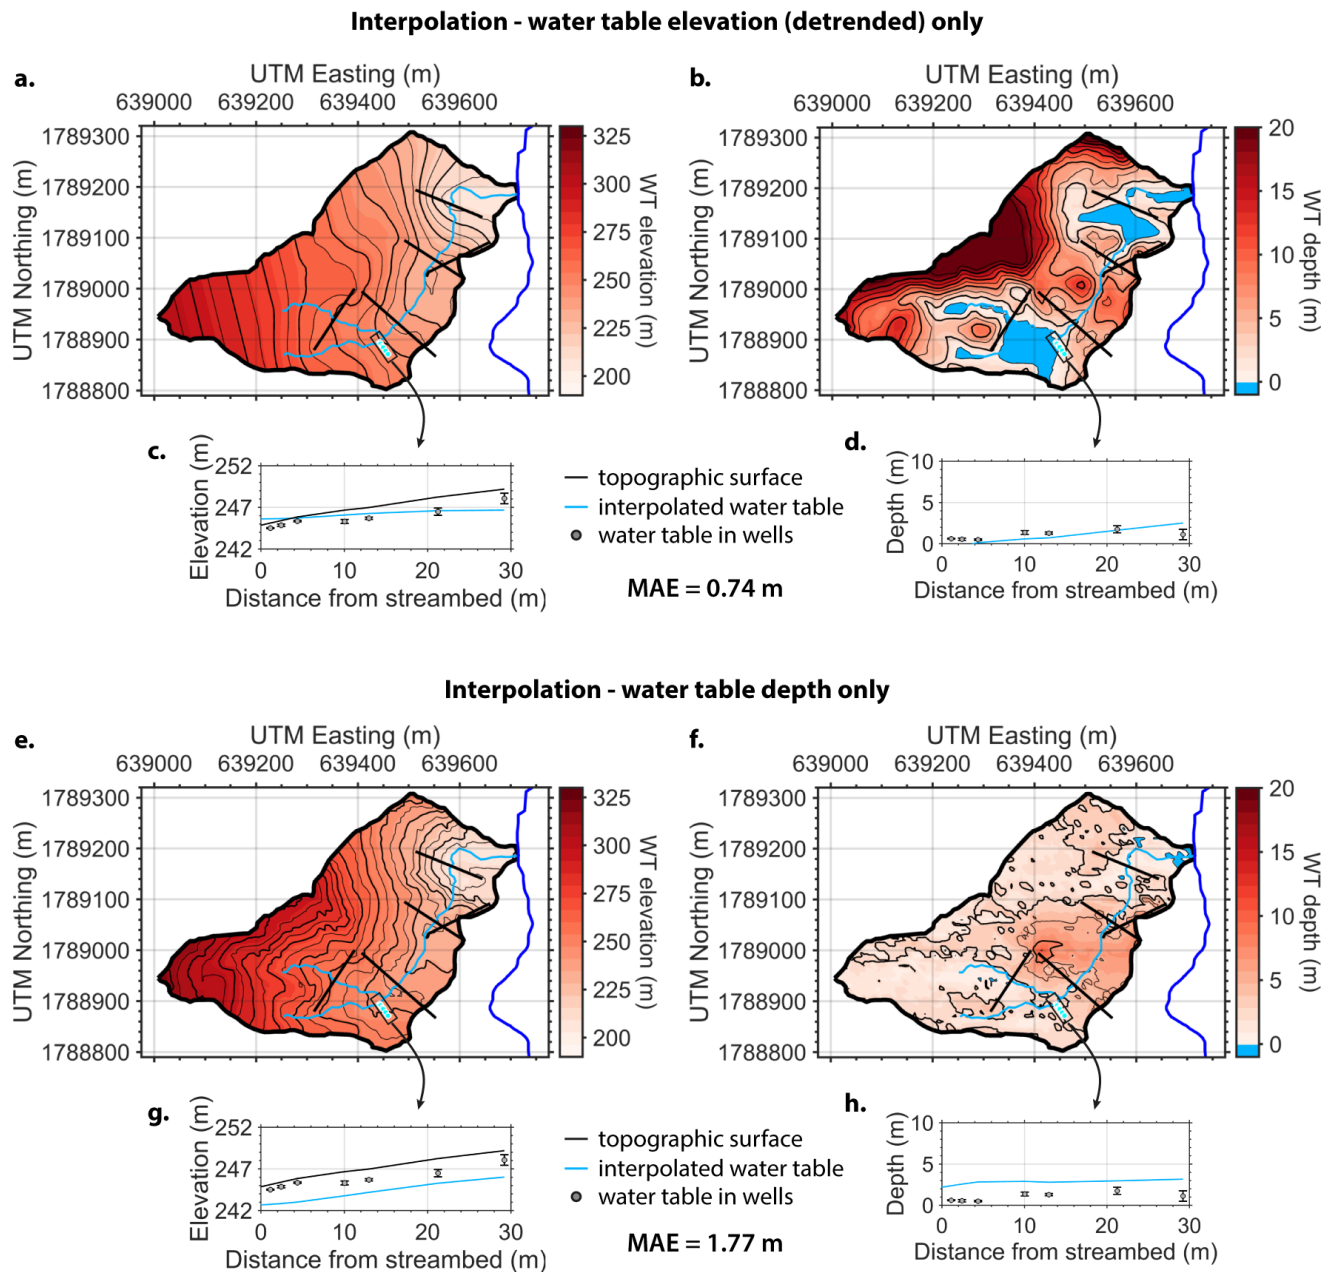 Interpolation - water table elevation (detrended) only
a.
UTM Easting (m)
639000 639200 639400 639600
UTM Northing (m)
1789300
1789200
1789100
1789000
1788900
1788800
325
300
275
250
225
200
WT elevation (m)
b.
UTM Easting (m)
639000 639200 639400 639600
UTM Northing (m)
1789300
1789200
1789100
1789000
1788900
1788800
20
15
10
5
0
WT depth (m)
c.
Elevation (m)
252
247
242
0 10 20 30
Distance from streambed (m)
topographic surface
interpolated water table
water table in wells
MAE = 0.74 m
d.
Depth (m)
10
5
0
0 10 20 30
Distance from streambed (m)
Interpolation - water table depth only
e.
UTM Easting (m)
639000 639200 639400 639600
UTM Northing (m)
1789300
1789200
1789100
1789000
1788900
1788800
325
300
275
250
225
200
WT elevation (m)
f.
UTM Easting (m)
639000 639200 639400 639600
UTM Northing (m)
1789300
1789200
1789100
1789000
1788900
1788800
20
15
10
5
0
WT depth (m)
g.
Elevation (m)
252
247
242
0 10 20 30
Distance from streambed (m)
topographic surface
interpolated water table
water table in wells
MAE = 1.77 m
h.
Depth (m)
10
5
0
0 10 20 30
Distance from streambed (m)